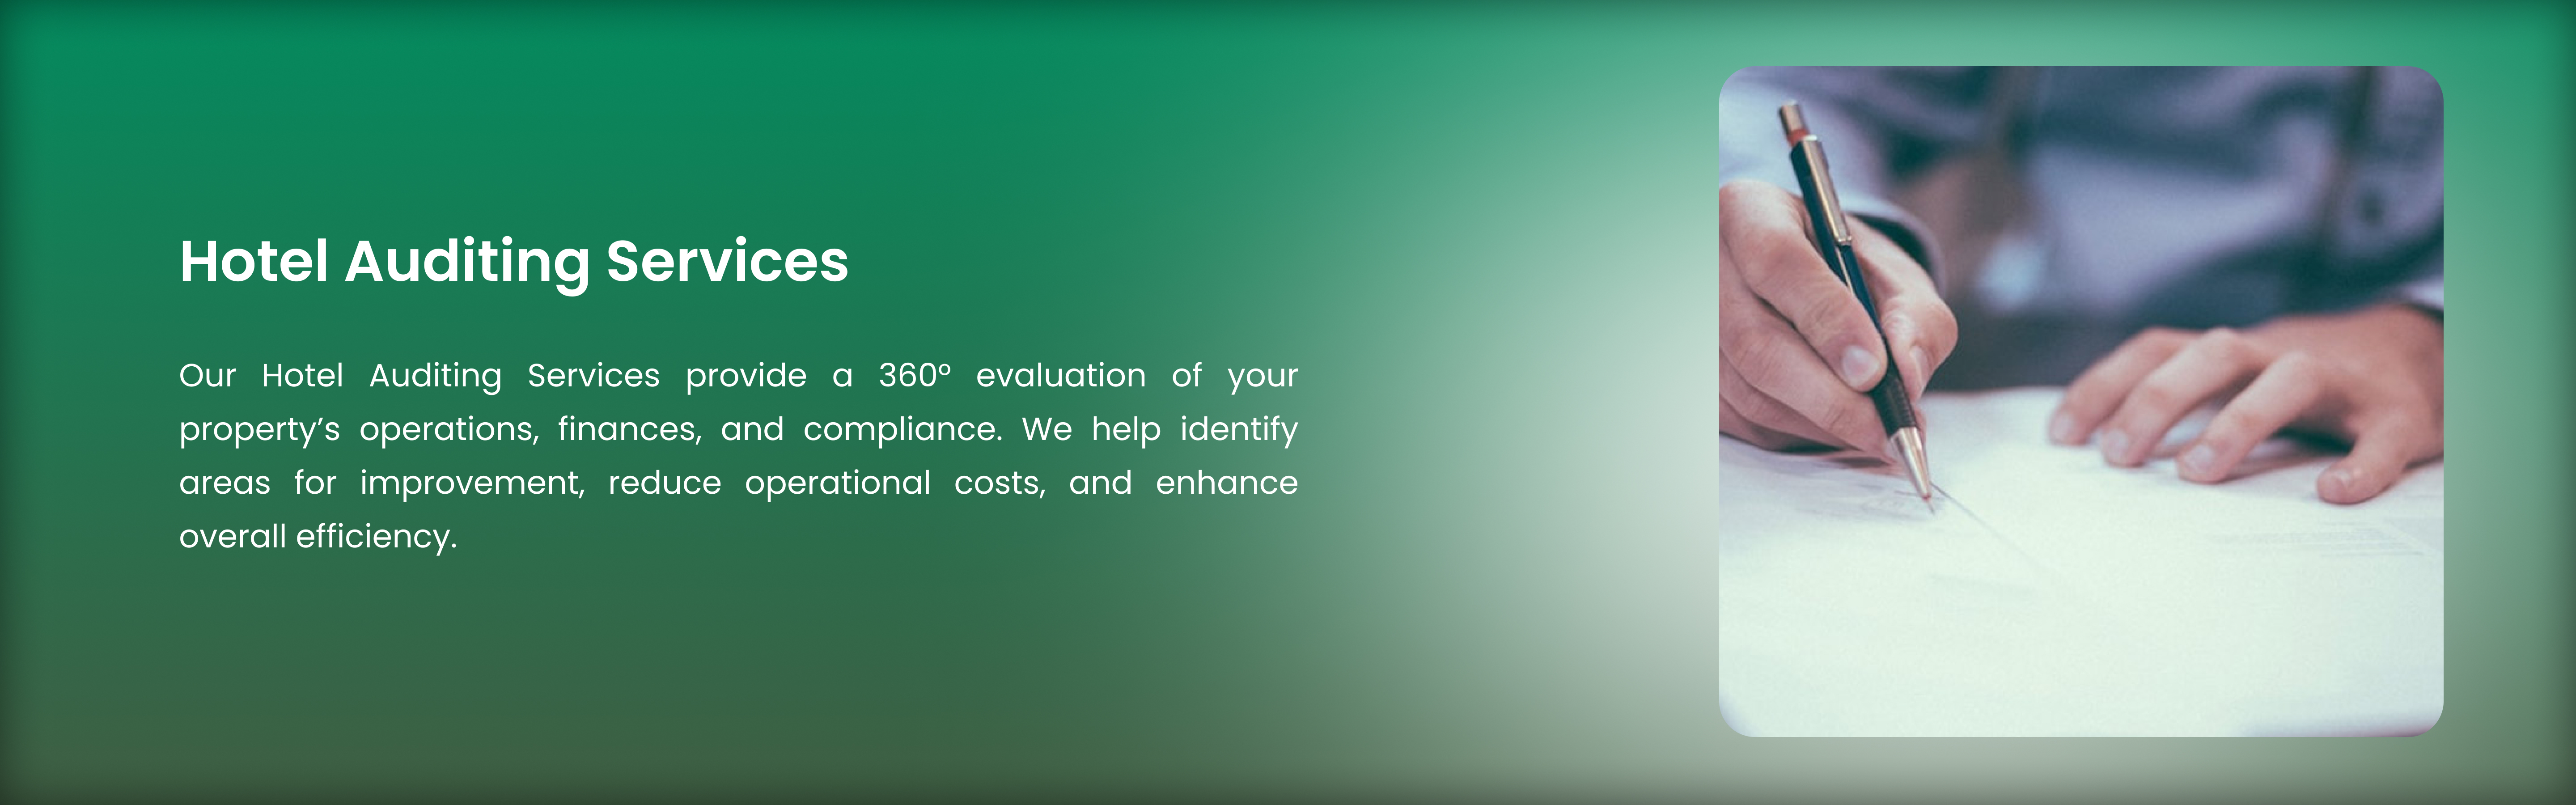 Hotel Auditing Services
Our Hotel Auditing Services provide a 360° evaluation of your
property’s operations, finances, and compliance. We help identify
areas for improvement, reduce operational costs, and enhance
overall efficiency.